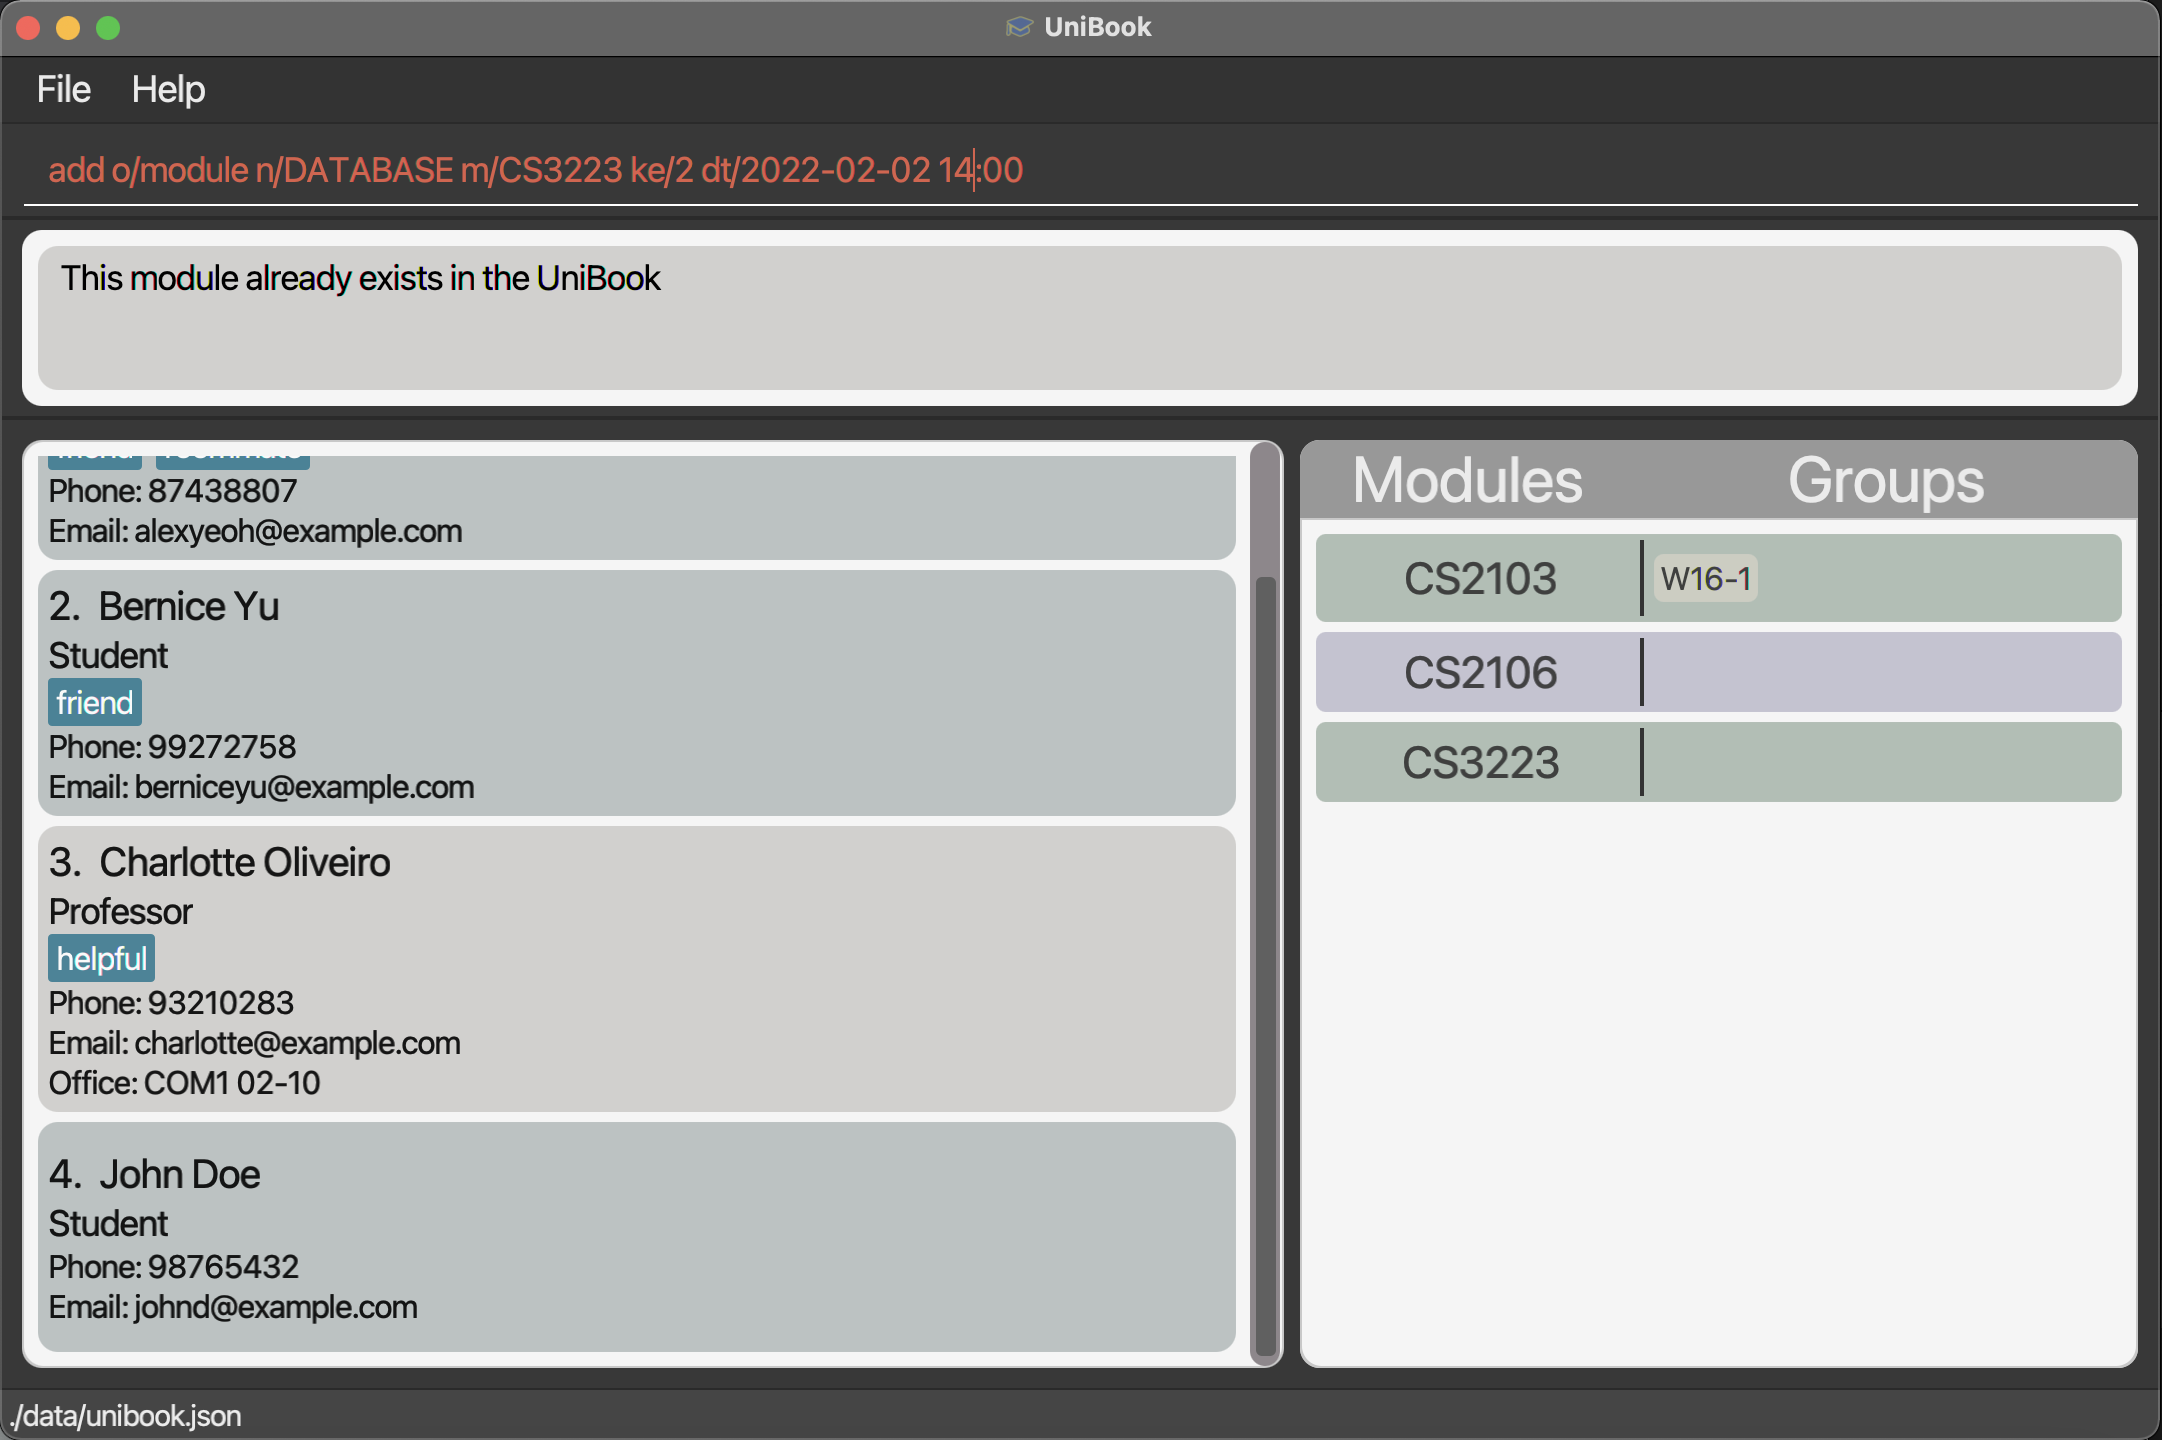 UniBook
File Help
add o/module n/DATABASE m/CS3223 ke/2 dt/2022-02-02 14:00
This module already exists in the UniBook
Phone: 87438807
Email: alexyeoh@example.com
2. Bernice Yu
Student
friend
Phone: 99272758
Email: berniceyu@example.com
3. Charlotte Oliveiro
Professor
helpful
Phone: 93210283
Email: charlotte@example.com
Office: COM1 02-10
4. John Doe
Student
Phone: 98765432
Email: johnd@example.com
Modules Groups
CS2103 W16-1
CS2106
CS3223
./data/unibook.json